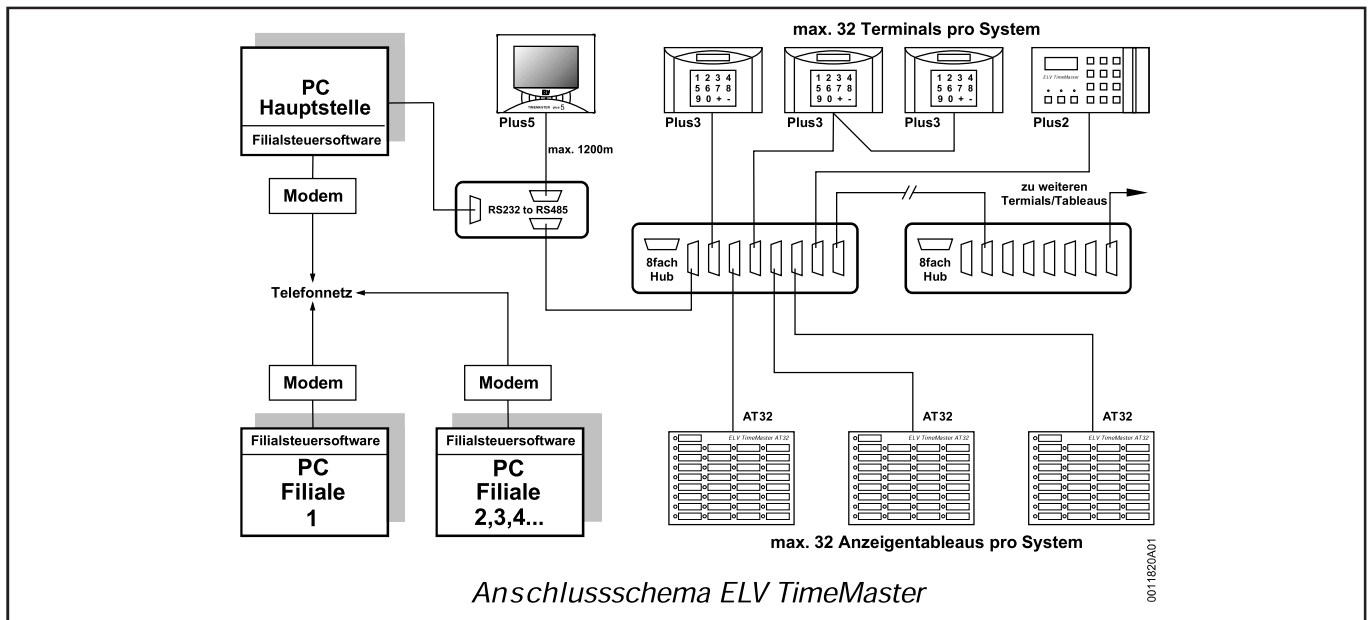 max. 32 Terminals pro System
PC
Hauptstelle
Filialsteuersoftware
ELV
TIMEMASTER plus 5
Plus5
1 2 3 4
5 6 7 8
9 0 + -
Plus3
1 2 3 4
5 6 7 8
9 0 + -
Plus3
1 2 3 4
5 6 7 8
9 0 + -
Plus3
ELV TimeMaster
Plus2
max. 1200m
Modem
RS232 to RS485
zu weiteren
Termials/Tableaus
8fach
Hub
8fach
Hub
Telefonnetz
Modem
Modem
Filialsteuersoftware
PC
Filiale
1
Filialsteuersoftware
PC
Filiale
2,3,4...
AT32
ELV TimeMaster AT32
AT32
ELV TimeMaster AT32
AT32
ELV TimeMaster AT32
max. 32 Anzeigentableaus pro System
0011820A01
Anschlussschema ELV TimeMaster